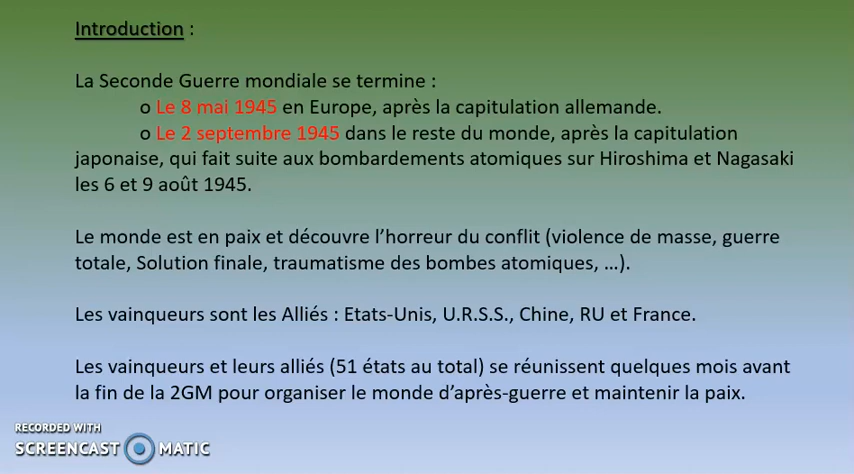 Introduction :
La Seconde Guerre mondiale se termine :
o Le 8 mai 1945 en Europe, après la capitulation allemande.
o Le 2 septembre 1945 dans le reste du monde, après la capitulation
japonaise, qui fait suite aux bombardements atomiques sur Hiroshima et Nagasaki
les 6 et 9 août 1945.
Le monde est en paix et découvre l’horreur du conflit (violence de masse, guerre
totale, Solution finale, traumatisme des bombes atomiques, …).
Les vainqueurs sont les Alliés : Etats-Unis, U.R.S.S., Chine, RU et France.
Les vainqueurs et leurs alliés (51 états au total) se réunissent quelques mois avant
la fin de la 2GM pour organiser le monde d’après-guerre et maintenir la paix.
RECORDED WITH
SCREENCAST MATIC